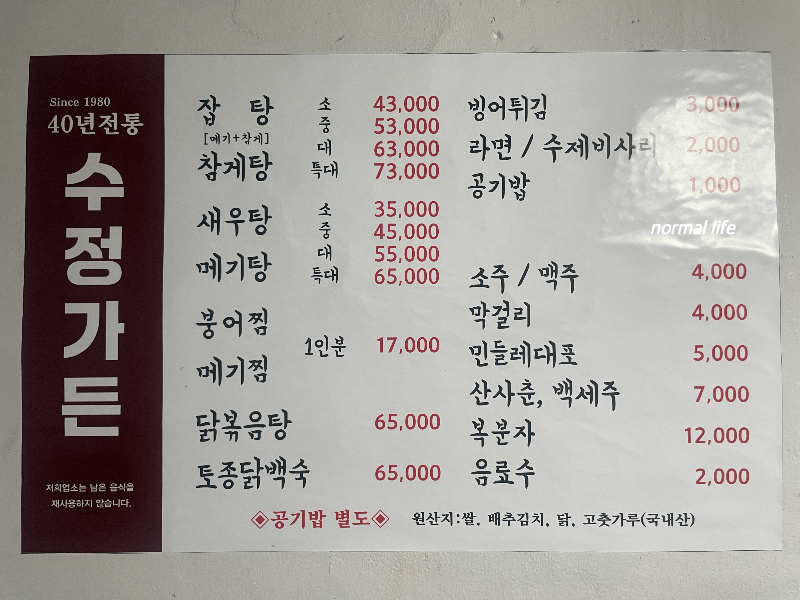 Since 1980
40년전통
수정가든
저희업소는 남은 음식을
재사용하지 않습니다.
잡 탕
[메기+참게]
참게탕
소 43,000
중 53,000
대 63,000
특대 73,000
새우탕
메기탕
소 35,000
중 45,000
대 55,000
특대 65,000
붕어찜
메기찜
1인분 17,000
닭볶음탕 65,000
토종닭백숙 65,000
빙어튀김 3,000
라면 / 수제비사리 2,000
공기밥 1,000
normal life
소주 / 맥주 4,000
막걸리 4,000
민들레대포 5,000
산사춘, 백세주 7,000
복분자 12,000
음료수 2,000
◈공기밥 별도◈
원산지:쌀, 배추김치, 닭, 고춧가루(국내산)